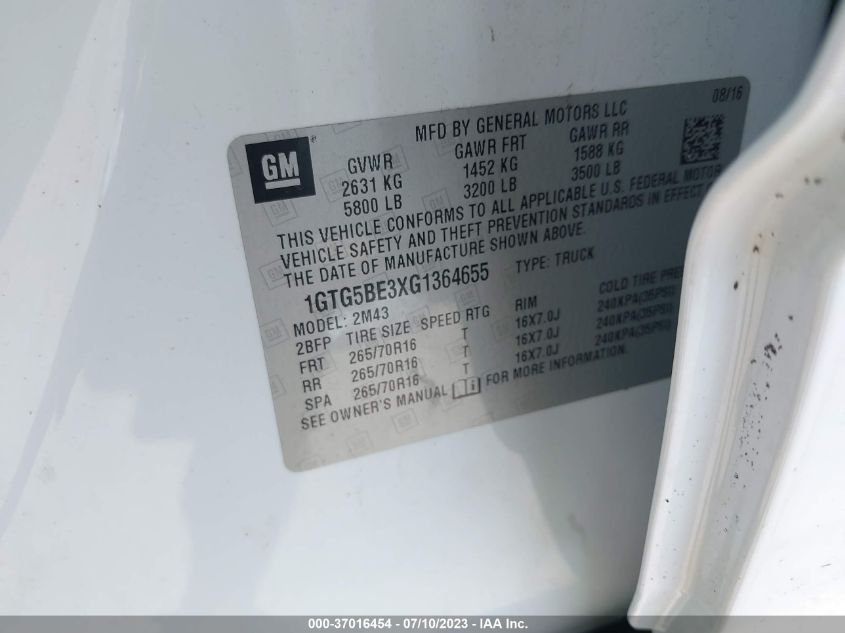 08/16
GM
MFD BY GENERAL MOTORS LLC
GVWR GAWR FRT GAWR RR
2631 KG 1452 KG 1588 KG
5800 LB 3200 LB 3500 LB
THIS VEHICLE CONFORMS TO ALL APPLICABLE U.S. FEDERAL MOTOR
VEHICLE SAFETY AND THEFT PREVENTION STANDARDS IN EFFECT
THE DATE OF MANUFACTURE SHOWN ABOVE.
1GTG5BE3XG1364655 TYPE: TRUCK
MODEL: 2M43
2BFP TIRE SIZE SPEED RTG RIM COLD TIRE PRES
FRT 265/70R16 T 16X7.0J 240KPA(35PSI)
RR 265/70R16 T 16X7.0J 240KPA(35PSI)
SPA 265/70R16 T 16X7.0J 240KPA(35PSI)
SEE OWNER'S MANUAL FOR MORE INFORMATION.
000-37016454 - 07/10/2023 - IAA Inc.